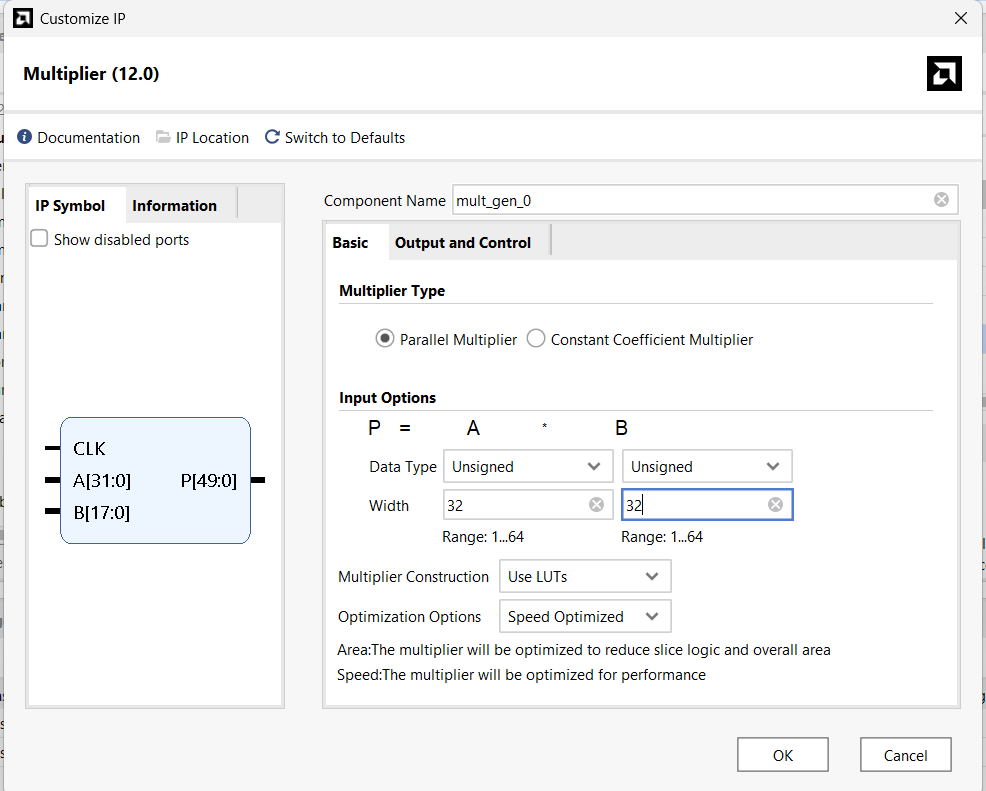 Customize IP
Multiplier (12.0)
Documentation IP Location Switch to Defaults
IP Symbol Information
Show disabled ports
CLK
A[31:0] P[49:0]
B[17:0]
Component Name mult_gen_0
Basic Output and Control
Multiplier Type
Parallel Multiplier Constant Coefficient Multiplier
Input Options
P = A * B
Data Type Unsigned Unsigned
Width 32 32
Range: 1...64 Range: 1...64
Multiplier Construction Use LUTs
Optimization Options Speed Optimized
Area:The multiplier will be optimized to reduce slice logic and overall area
Speed:The multiplier will be optimized for performance
OK Cancel